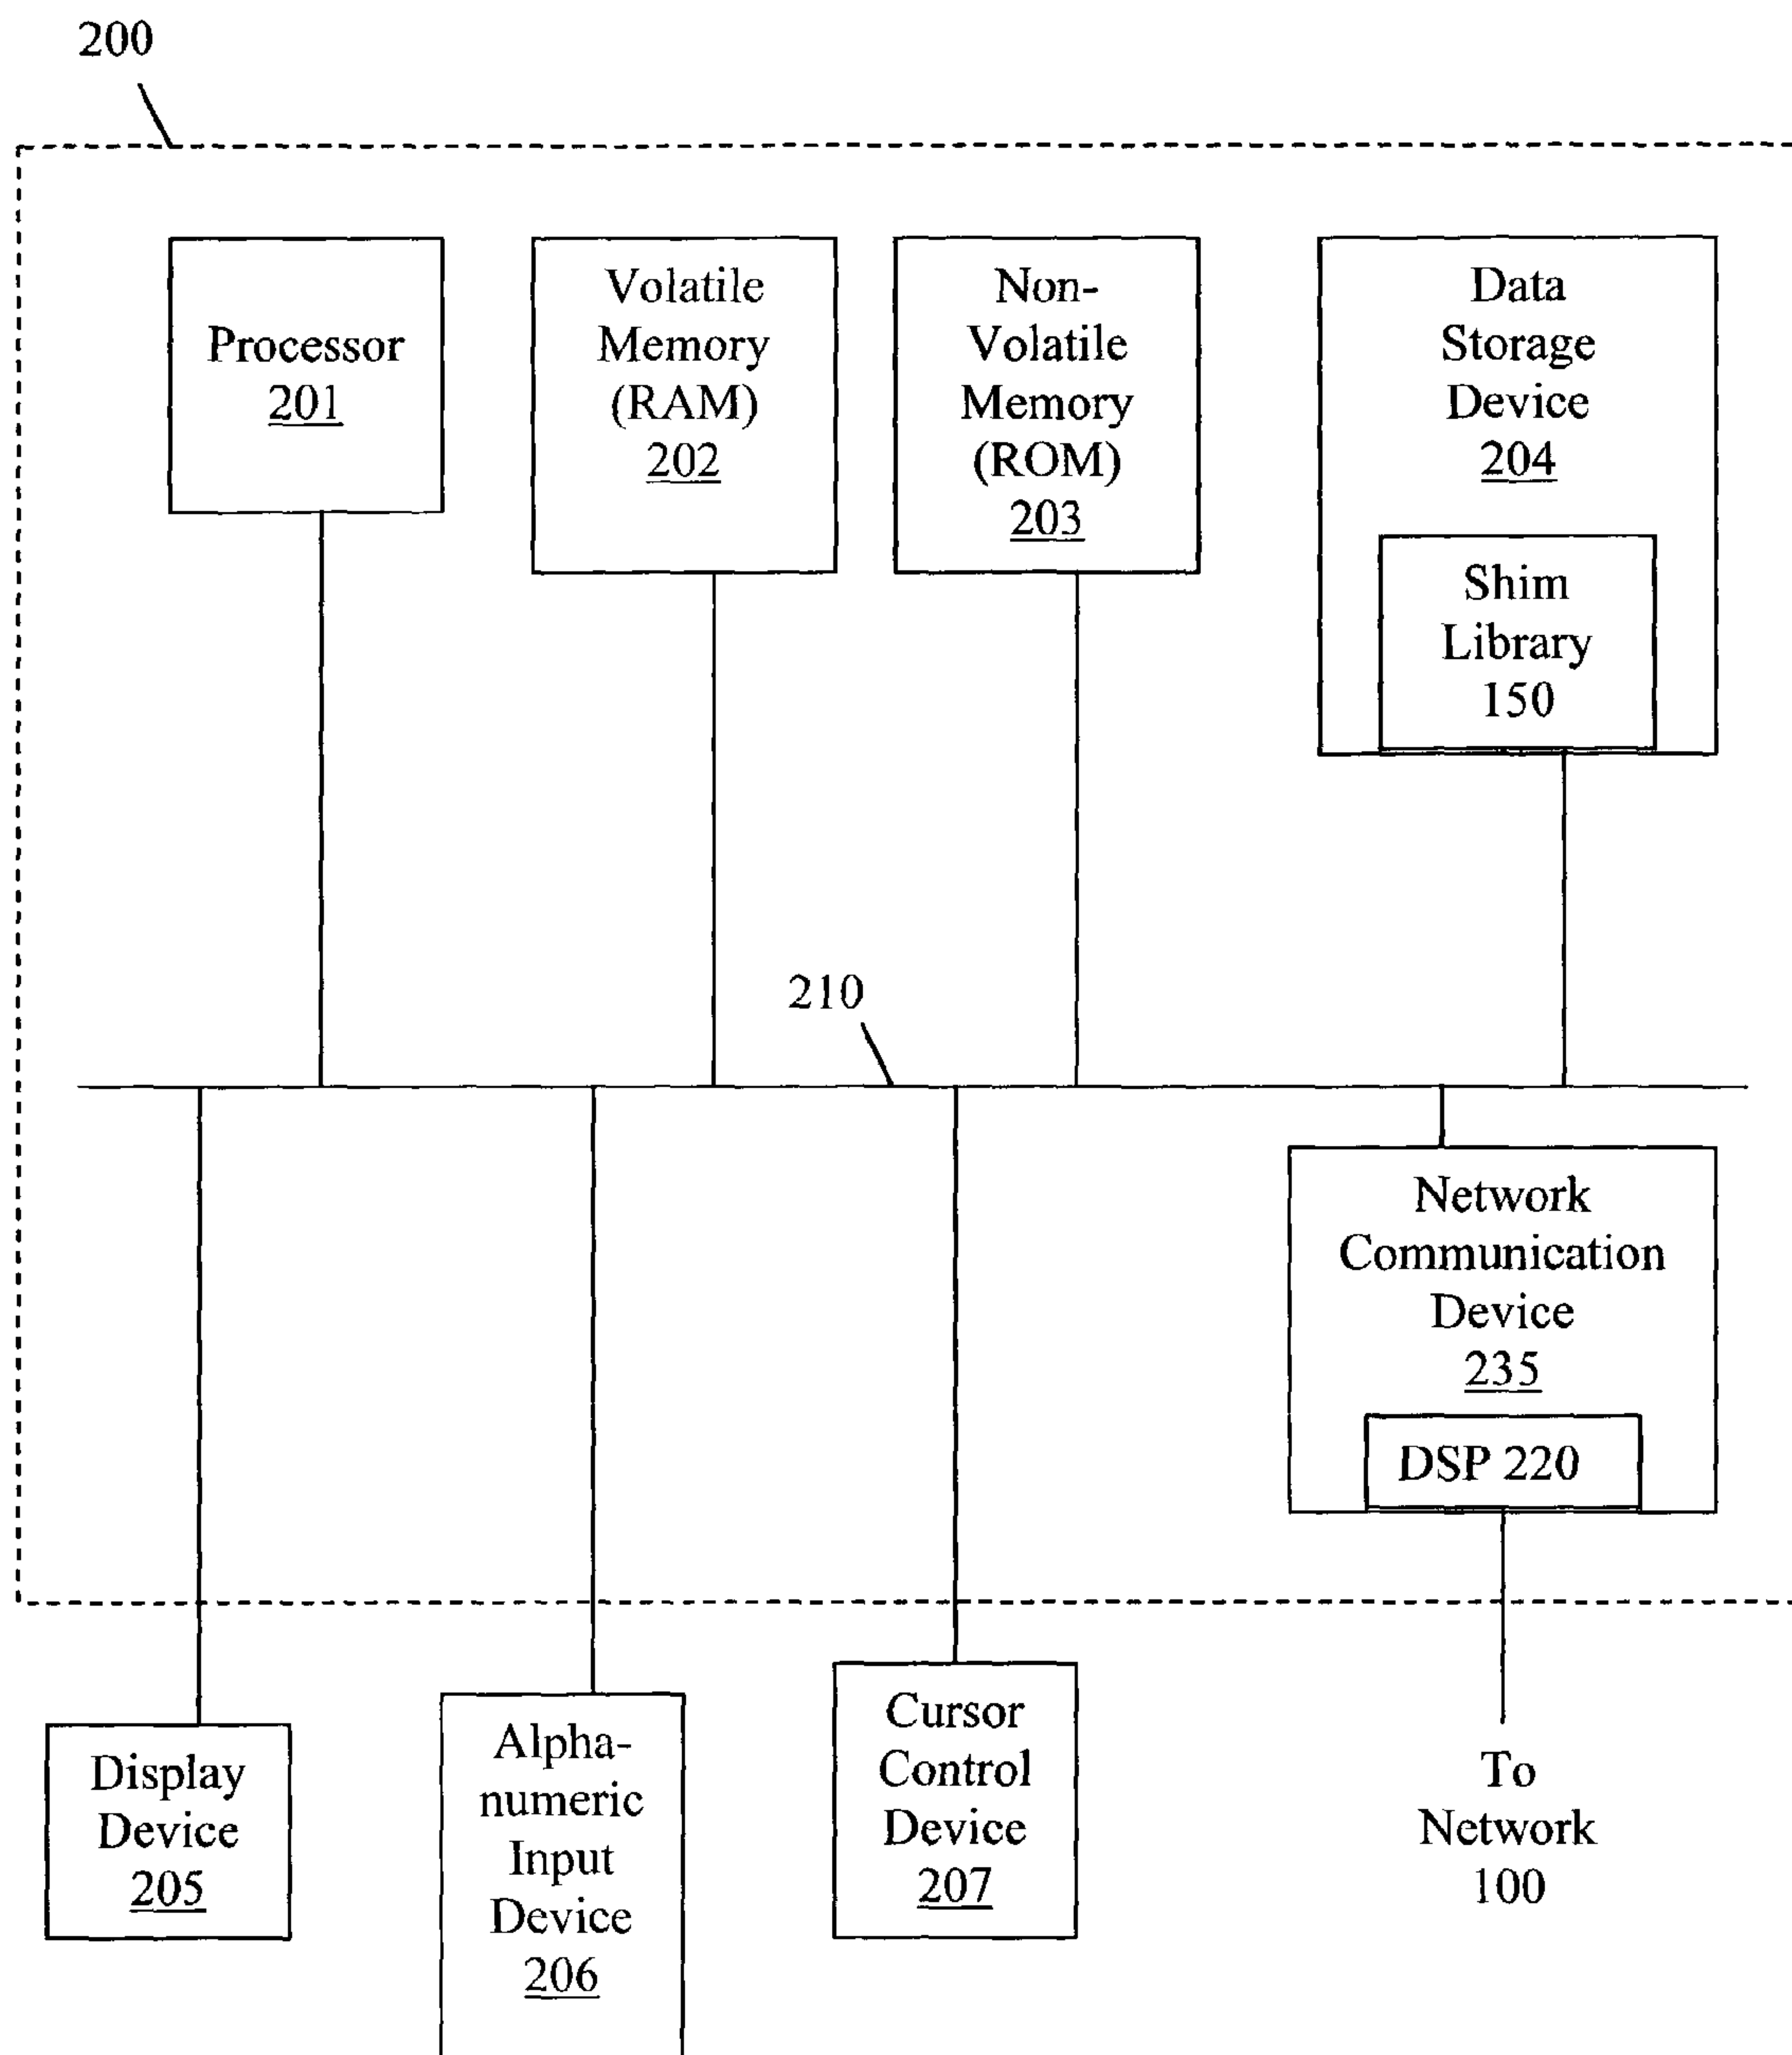 200
Processor
201
Volatile
Memory
(RAM)
202
Non-
Volatile
Memory
(ROM)
203
Data
Storage
Device
204
Shim
Library
150
210
Network
Communication
Device
235
DSP 220
Display
Device
205
Alpha-
numeric
Input
Device
206
Cursor
Control
Device
207
To
Network
100